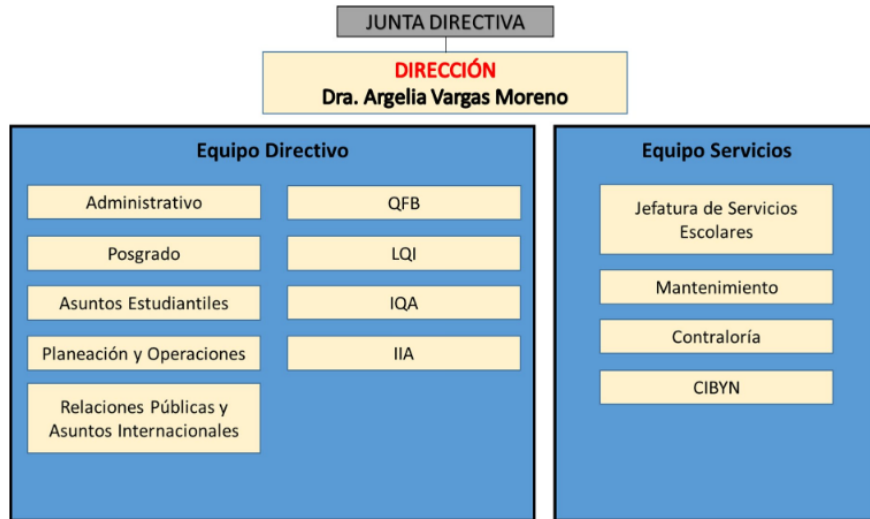 JUNTA DIRECTIVA
DIRECCIÓN
Dra. Argelia Vargas Moreno
Equipo Directivo
Administrativo
Posgrado
Asuntos Estudiantiles
Planeación y Operaciones
Relaciones Públicas y
Asuntos Internacionales
QFB
LQI
IQA
IIA
Equipo Servicios
Jefatura de Servicios
Escolares
Mantenimiento
Contraloría
CIBYN